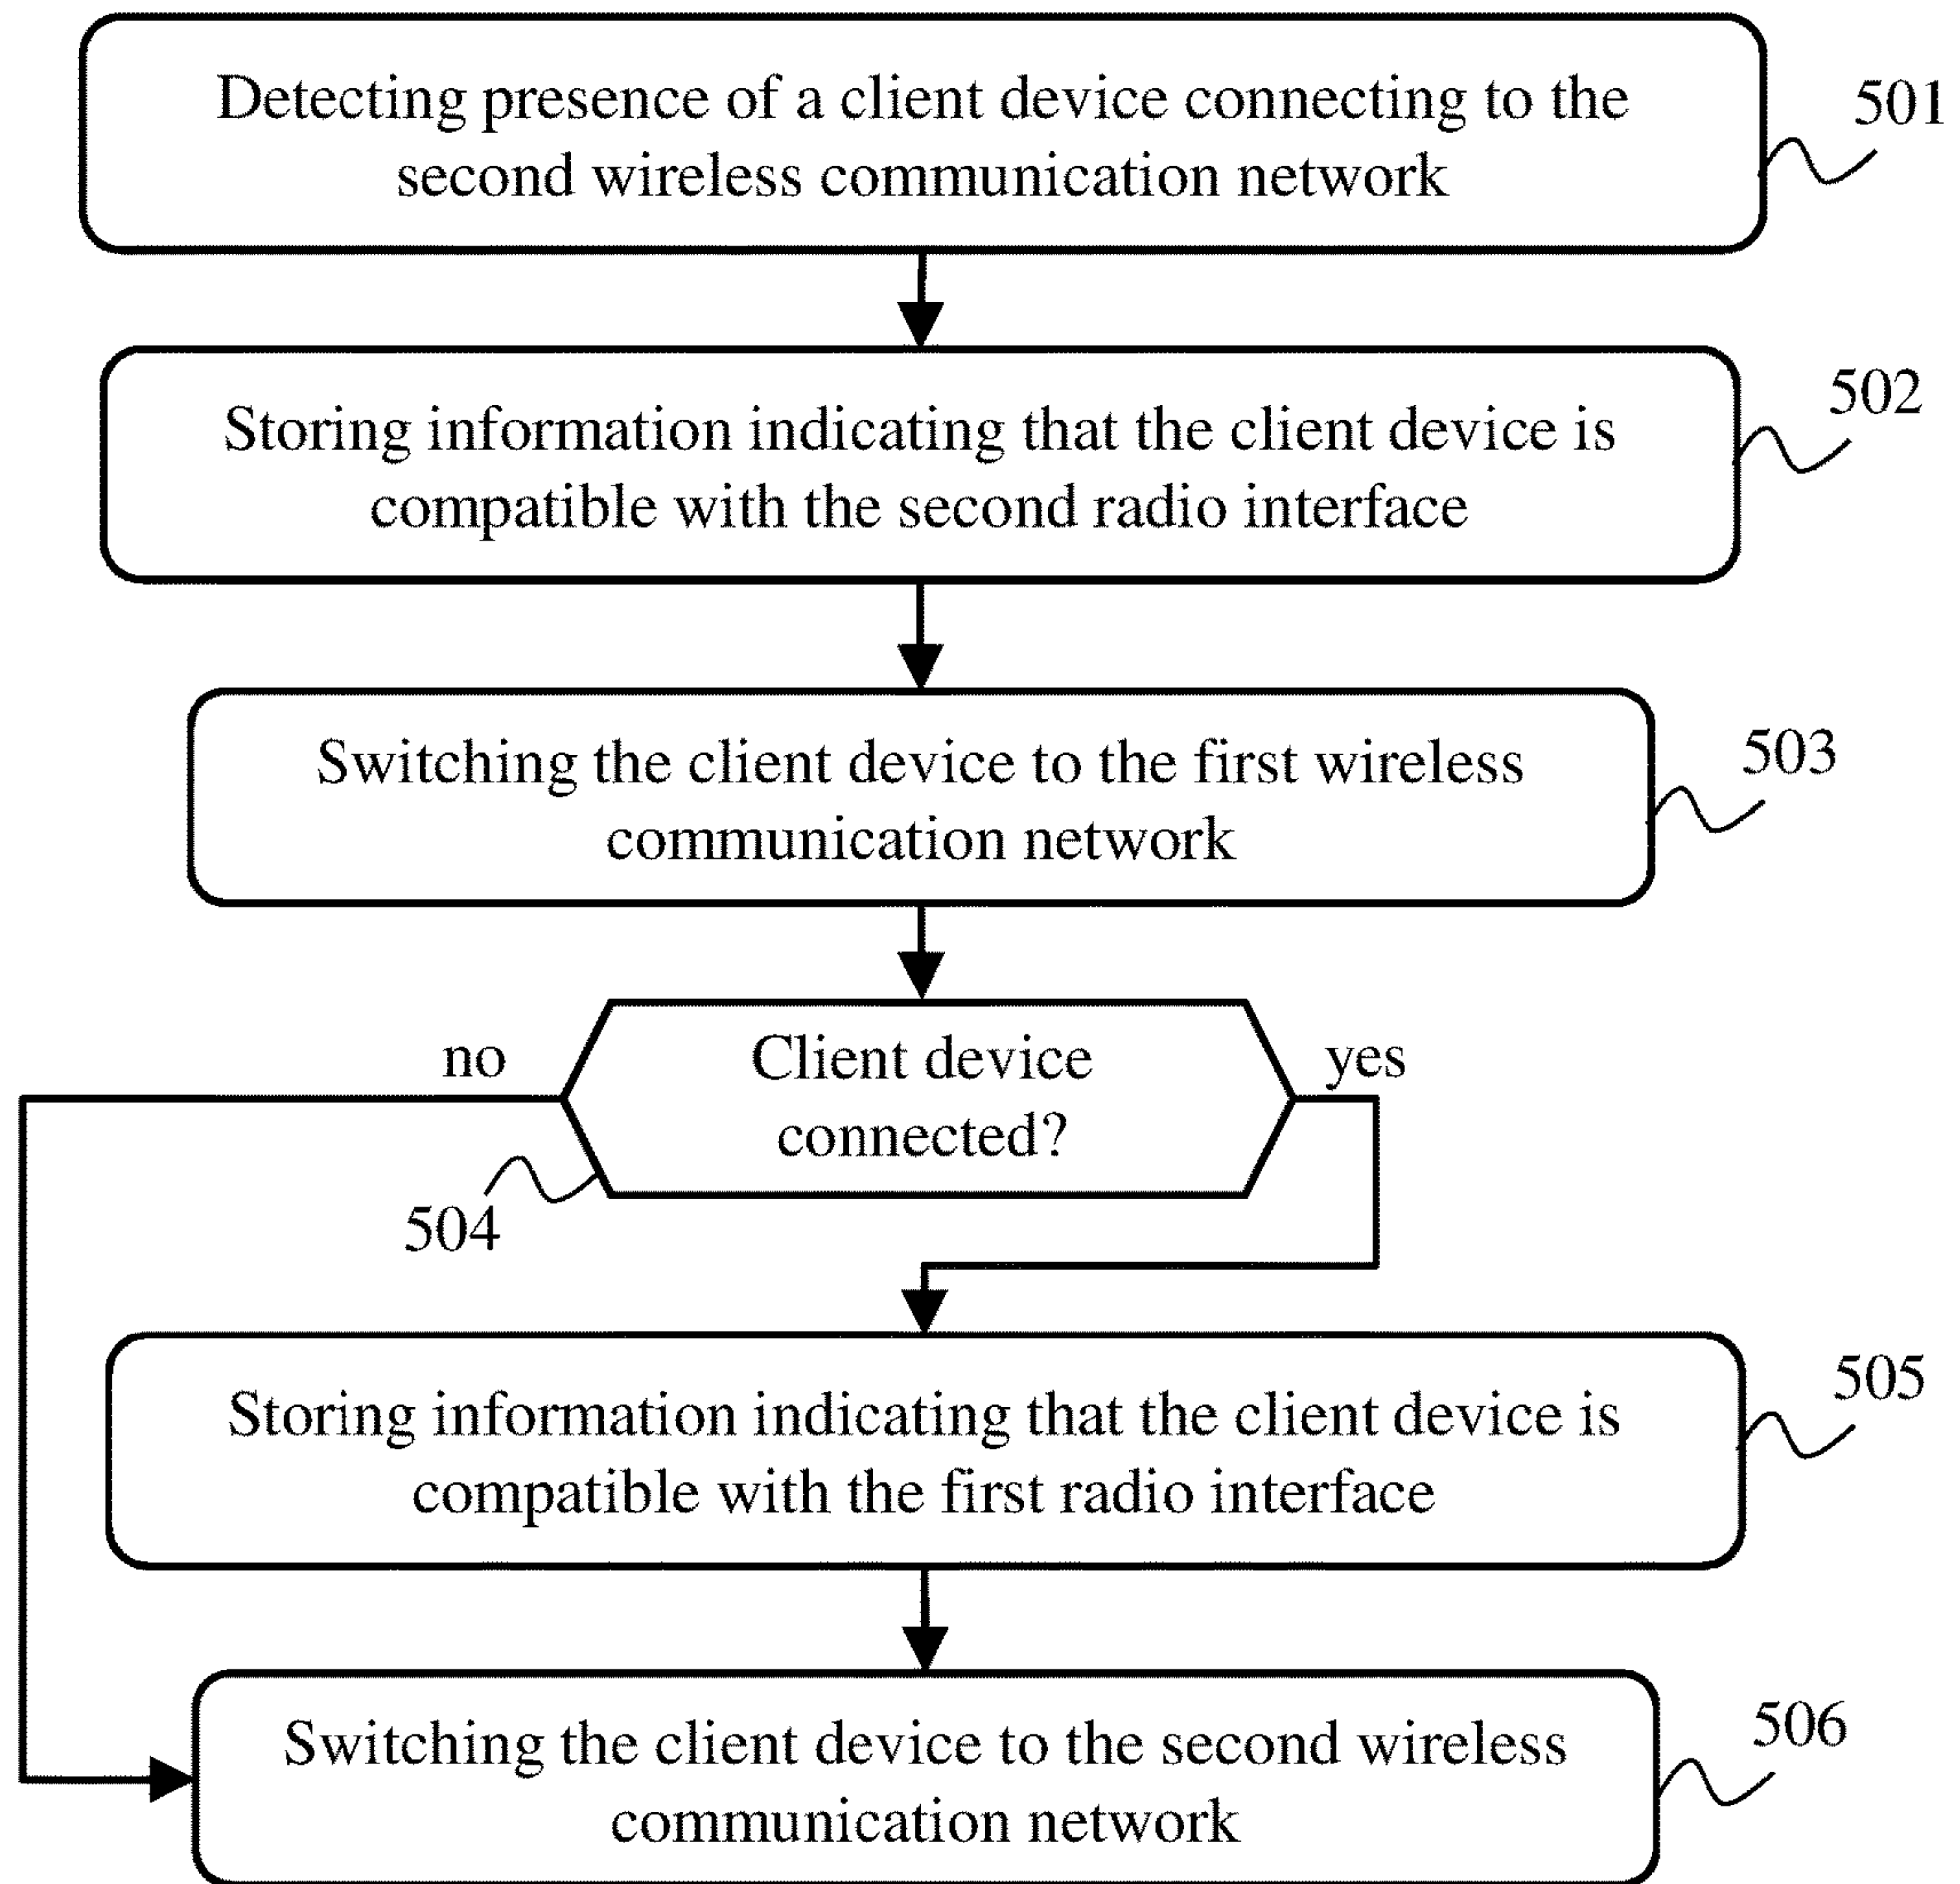 Detecting presence of a client device connecting to the
second wireless communication network
501
Storing information indicating that the client device is
compatible with the second radio interface
502
Switching the client device to the first wireless
communication network
503
no
Client device
connected?
yes
504
Storing information indicating that the client device is
compatible with the first radio interface
505
Switching the client device to the second wireless
communication network
506